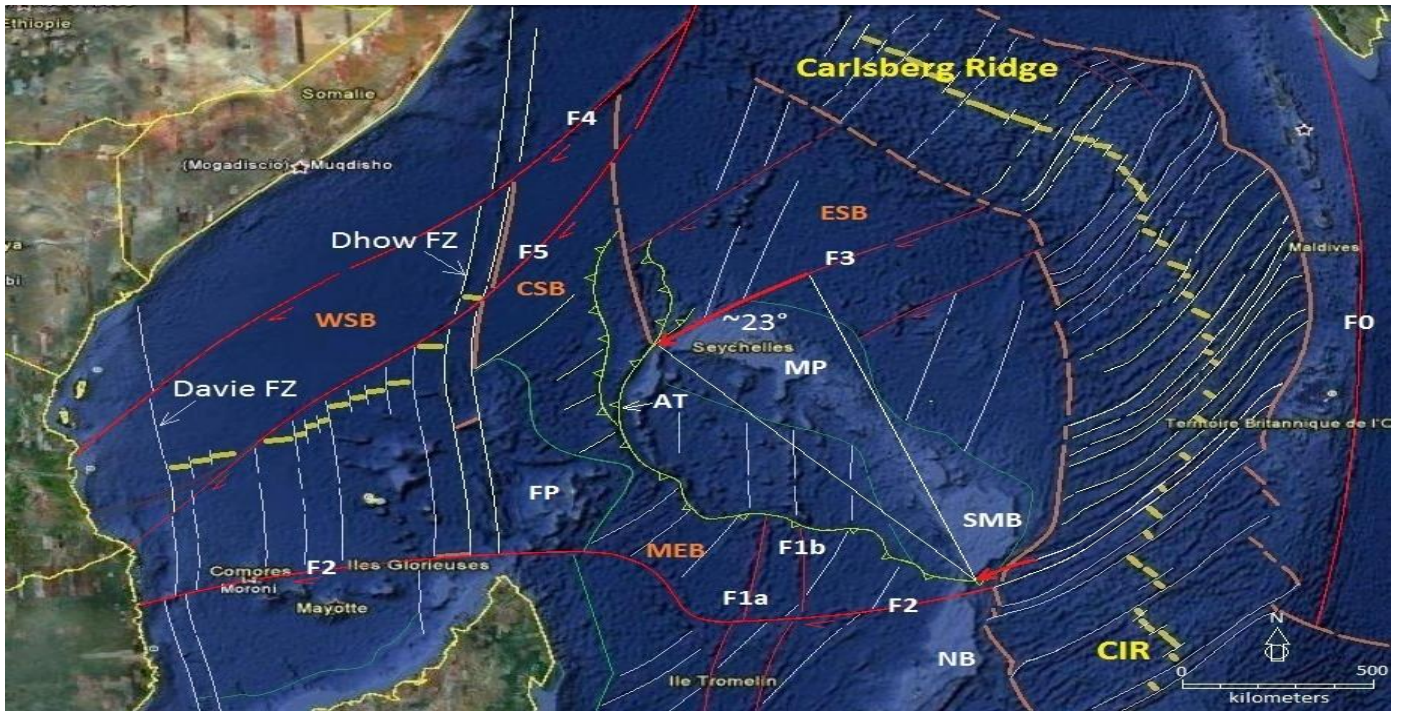 Ethiopie
Carlsberg Ridge
Somalie
F4
(Mogadiscio) Muqdisho
ESB
Dhow FZ
F5
Maldives
F3
CSB
WSB
F0
~23°
Seychelles
MP
Davie FZ
AT
Territoire Britannique de l'O
FP
SMB
MEB
F1b
F2
Iles Glorieuses
Comores
Moroni
Mayotte
F1a
F2
CIR
N
NB
Ile Tromelin
0
500
kilometers